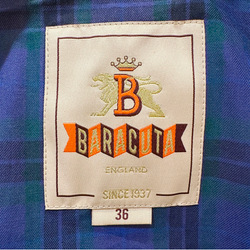 B
BARACUTA
ENGLAND
SINCE 1937
36